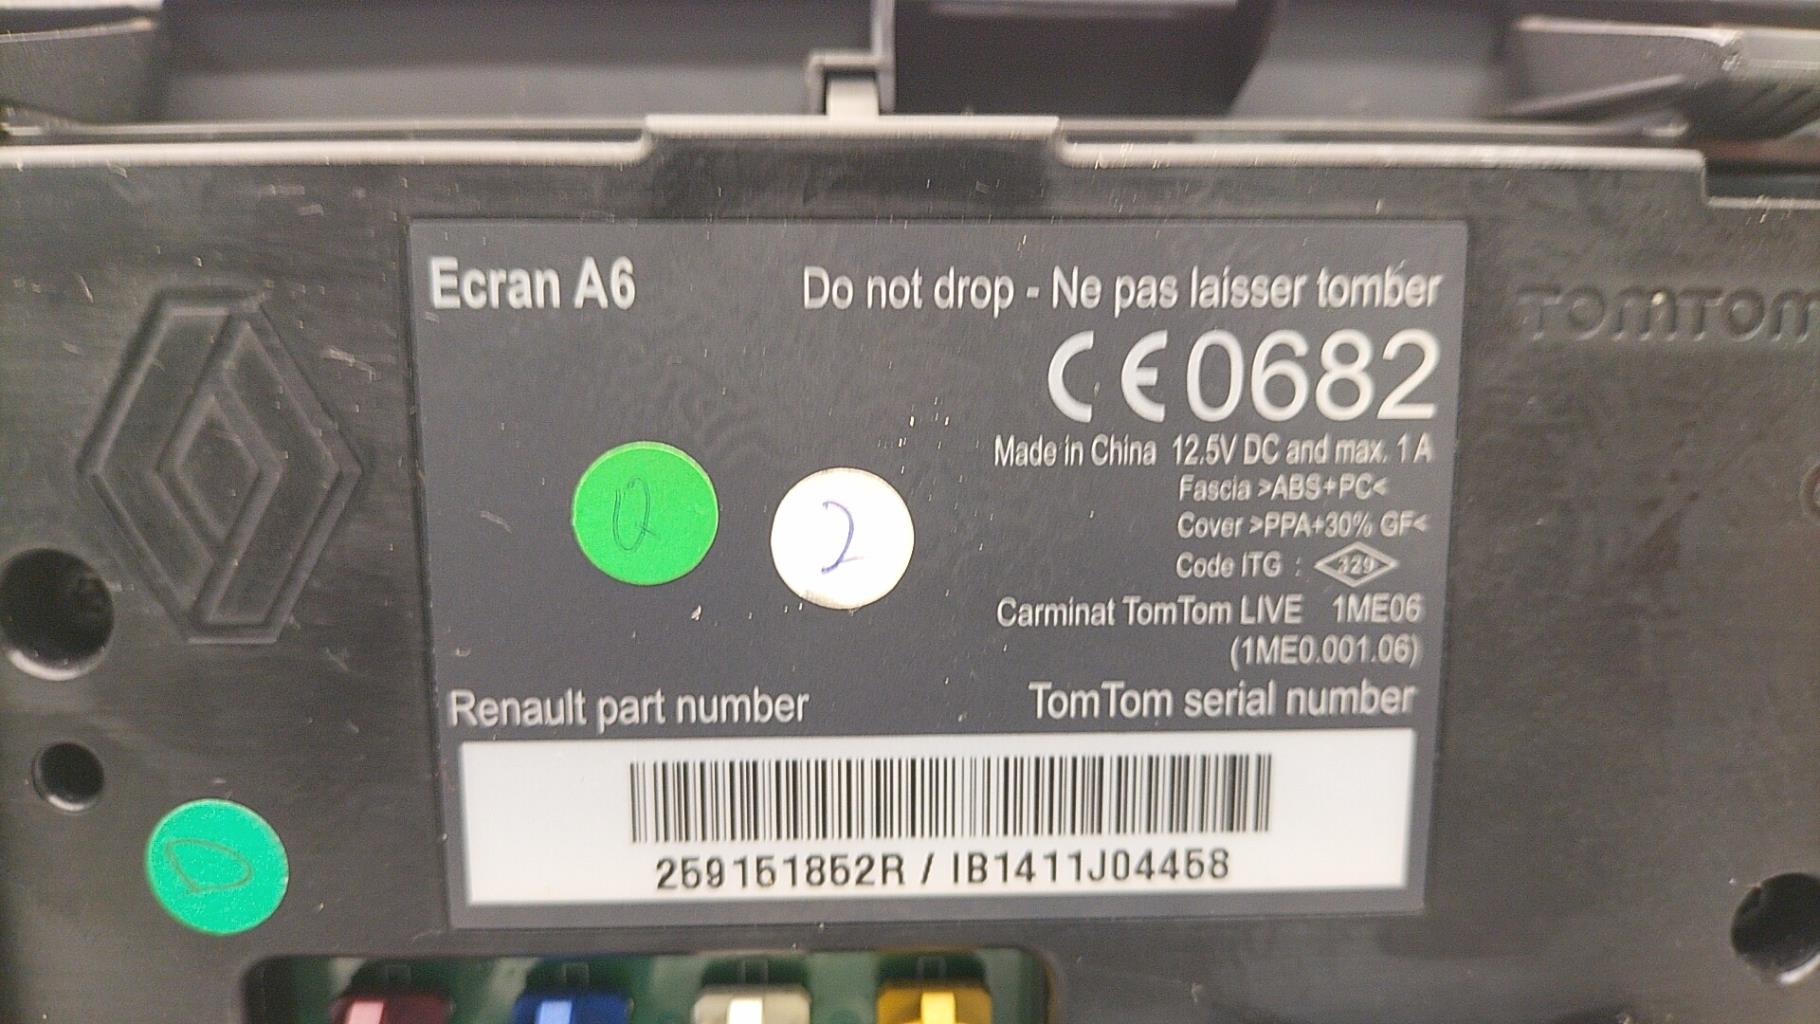 Ecran A6
Do not drop - Ne pas laisser tomber
TOMTOM
CE0682
Made in China 12.5V DC and max. 1 A
Fascia >ABS+PC<
Cover >PPA+30% GF<
Code ITG : 329
2
Carminat TomTom LIVE 1ME06
(1ME0.001.06)
Renault part number
TomTom serial number
259151852R / IB1411J04458